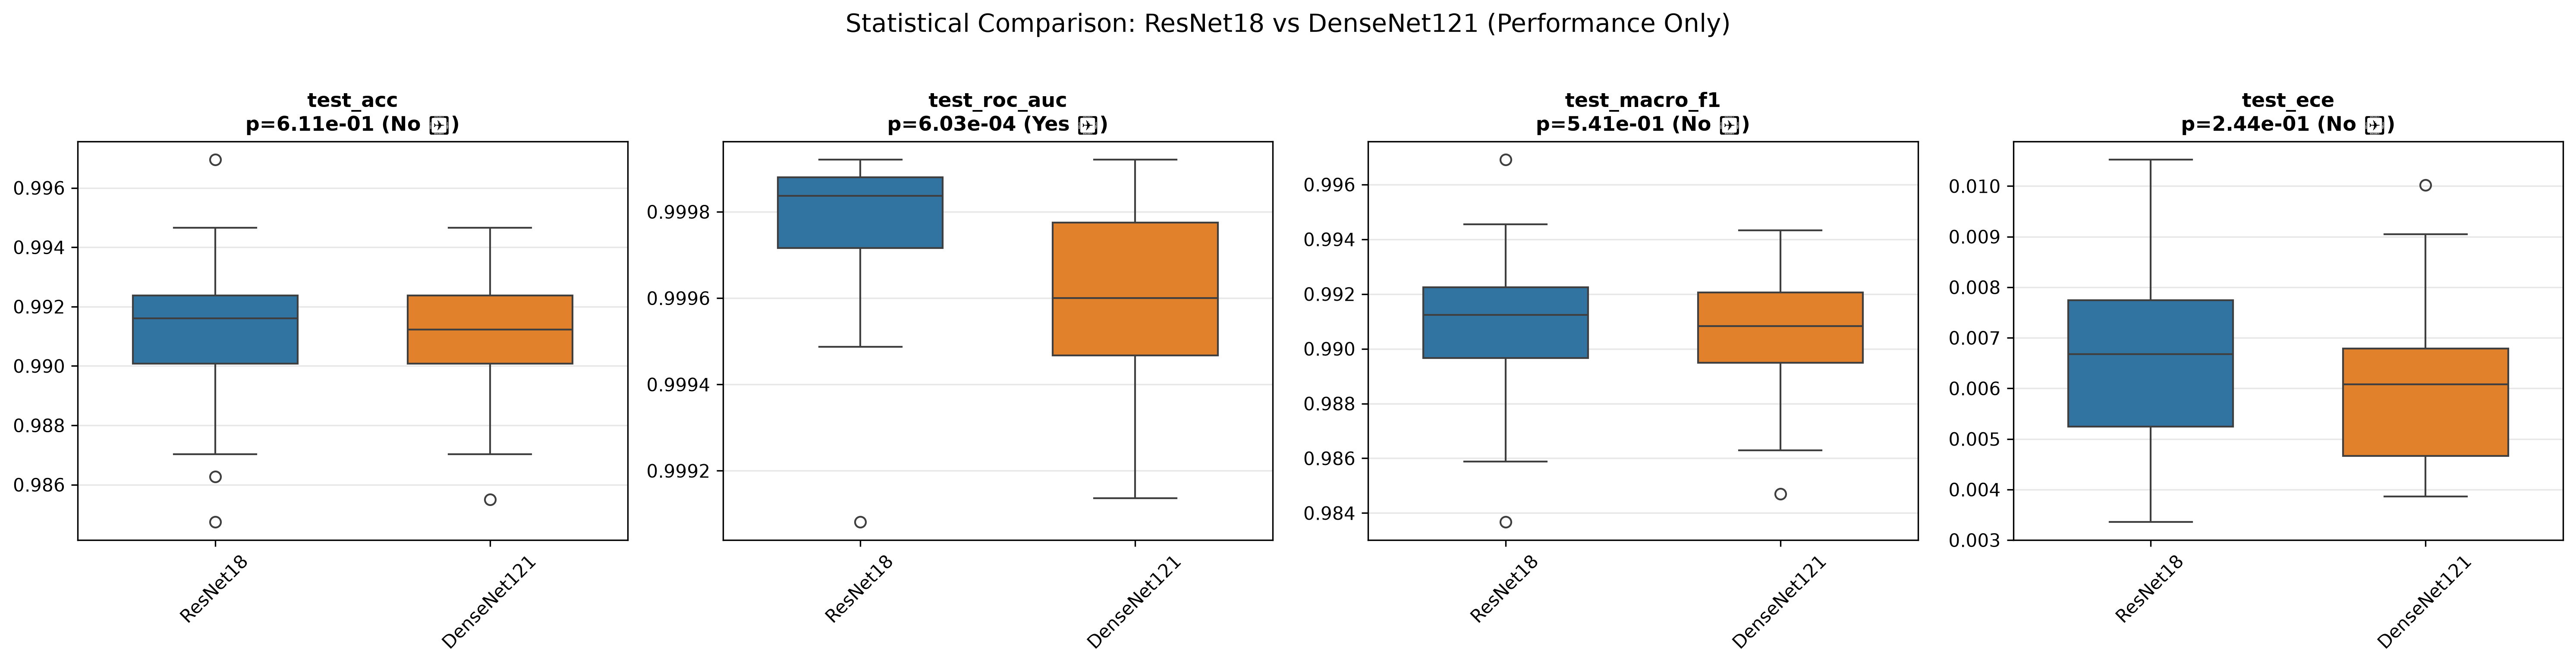 Statistical Comparison: ResNet18 vs DenseNet121 (Performance Only)
test_acc
p=6.11e-01 (No )
0.996
0.994
0.992
0.990
0.988
0.986
ResNet18
DenseNet121
test_roc_auc
p=6.03e-04 (Yes )
0.9998
0.9996
0.9994
0.9992
ResNet18
DenseNet121
test_macro_f1
p=5.41e-01 (No )
0.996
0.994
0.992
0.990
0.988
0.986
0.984
ResNet18
DenseNet121
test_ece
p=2.44e-01 (No )
0.010
0.009
0.008
0.007
0.006
0.005
0.004
0.003
ResNet18
DenseNet121